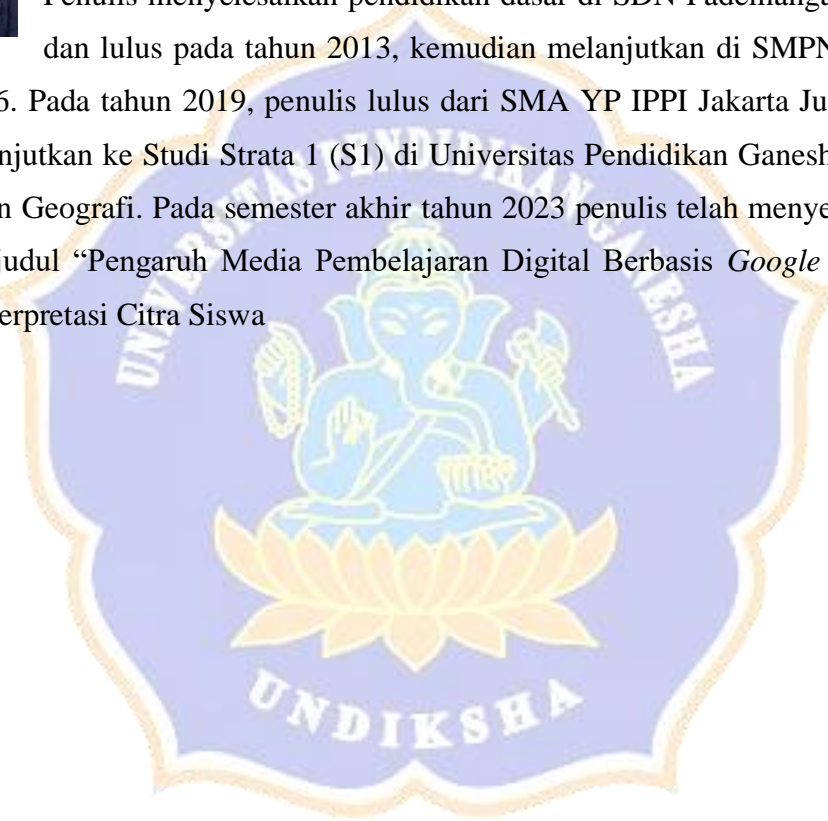 Penulis menyelesaikan pendidikan dasar di SDN Pademanga
dan lulus pada tahun 2013, kemudian melanjutkan di SMPN
6. Pada tahun 2019, penulis lulus dari SMA YP IPPI Jakarta Ju
njutkan ke Studi Strata 1 (S1) di Universitas Pendidikan Ganesh
n Geografi. Pada semester akhir tahun 2023 penulis telah menye
judul “Pengaruh Media Pembelajaran Digital Berbasis Google
erpretasi Citra Siswa
UNIVERSITAS PENDIDIKAN GANESHA
UNDIKSHA